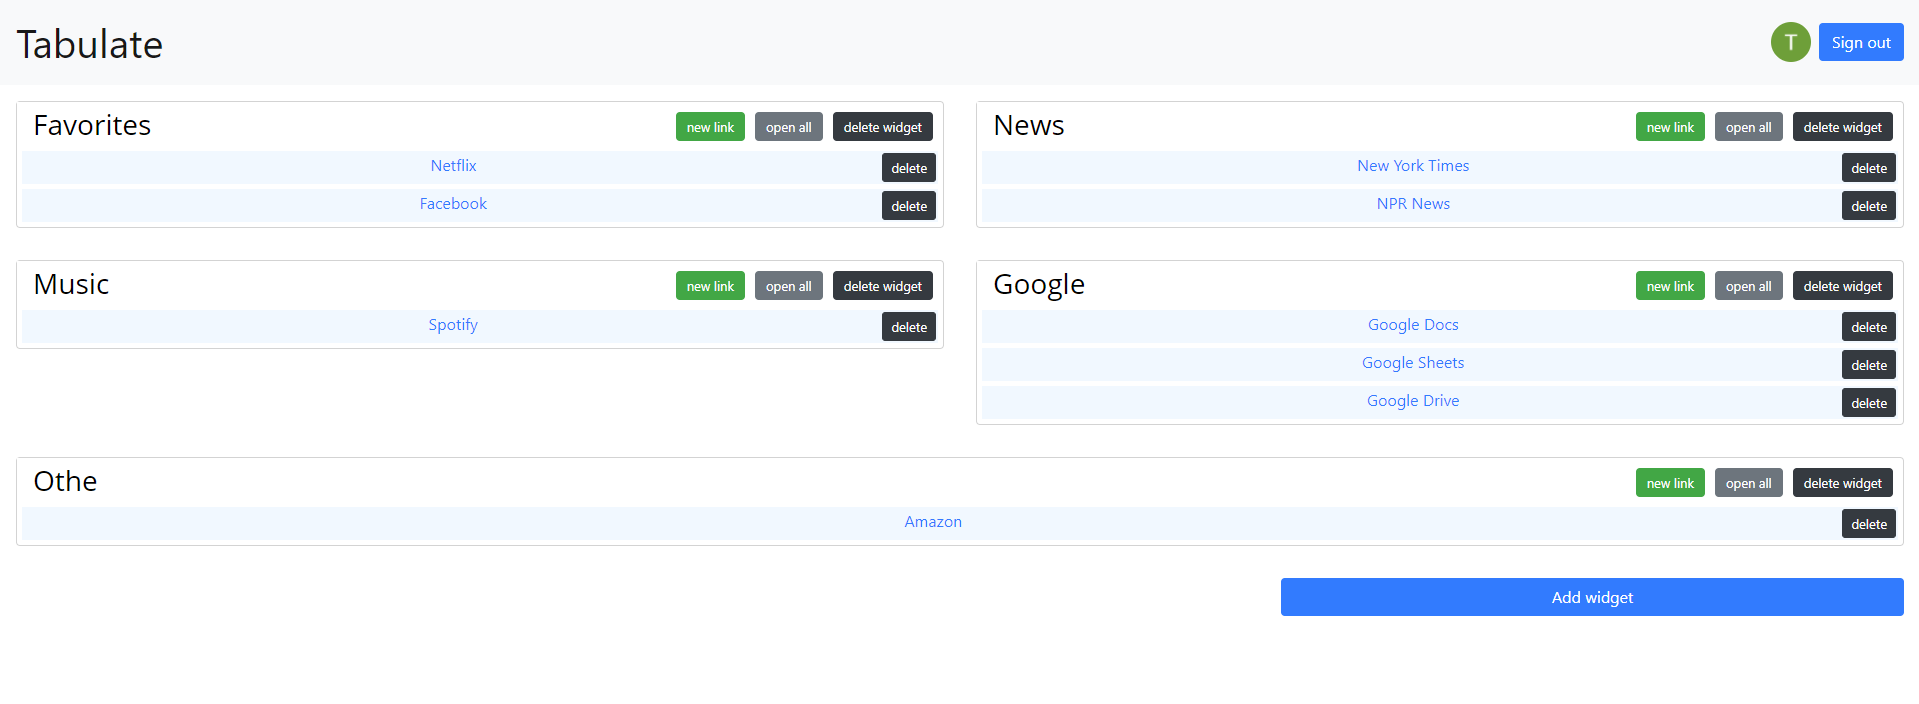 Tabulate
T Sign out
Favorites new link open all delete widget
Netflix delete
Facebook delete
News new link open all delete widget
New York Times delete
NPR News delete
Music new link open all delete widget
Spotify delete
Google new link open all delete widget
Google Docs delete
Google Sheets delete
Google Drive delete
Othe new link open all delete widget
Amazon delete
Add widget